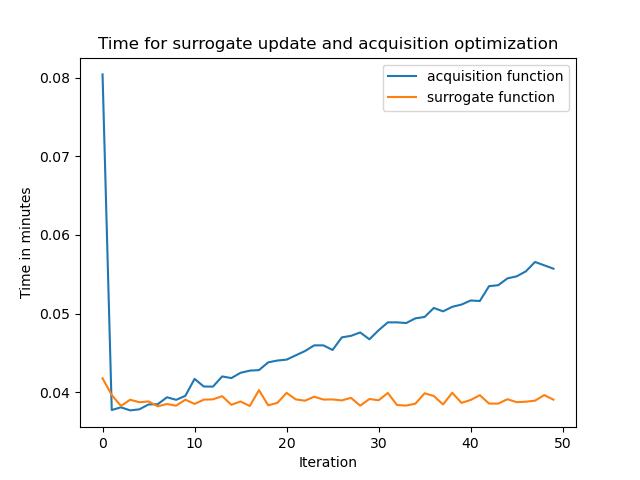 Time for surrogate update and acquisition optimization
acquisition function
surrogate function
0.08
0.07
0.06
0.05
0.04
Time in minutes
0 10 20 30 40 50
Iteration